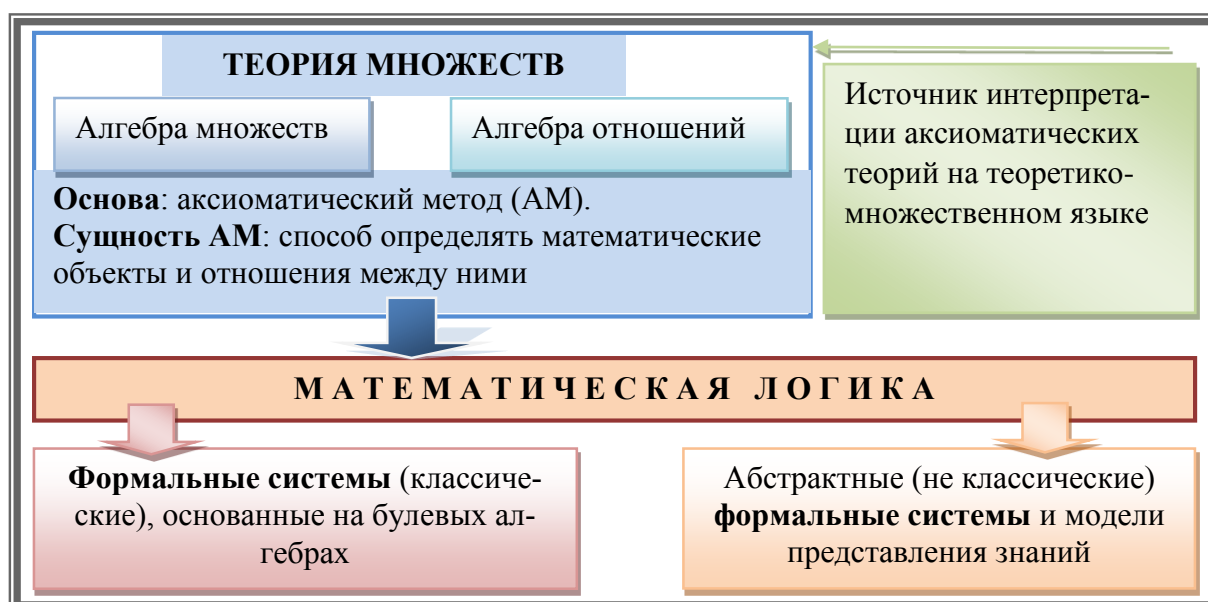 ТЕОРИЯ МНОЖЕСТВ
Алгебра множеств
Алгебра отношений
Основа: аксиоматический метод (АМ).
Сущность АМ: способ определять математические
объекты и отношения между ними
Источник интерпрета-
ции аксиоматических
теорий на теоретико-
множественном языке
М А Т Е М А Т И Ч Е С К А Я Л О Г И К А
Формальные системы (классиче-
ские), основанные на булевых ал-
гебрах
Абстрактные (не классические)
формальные системы и модели
представления знаний